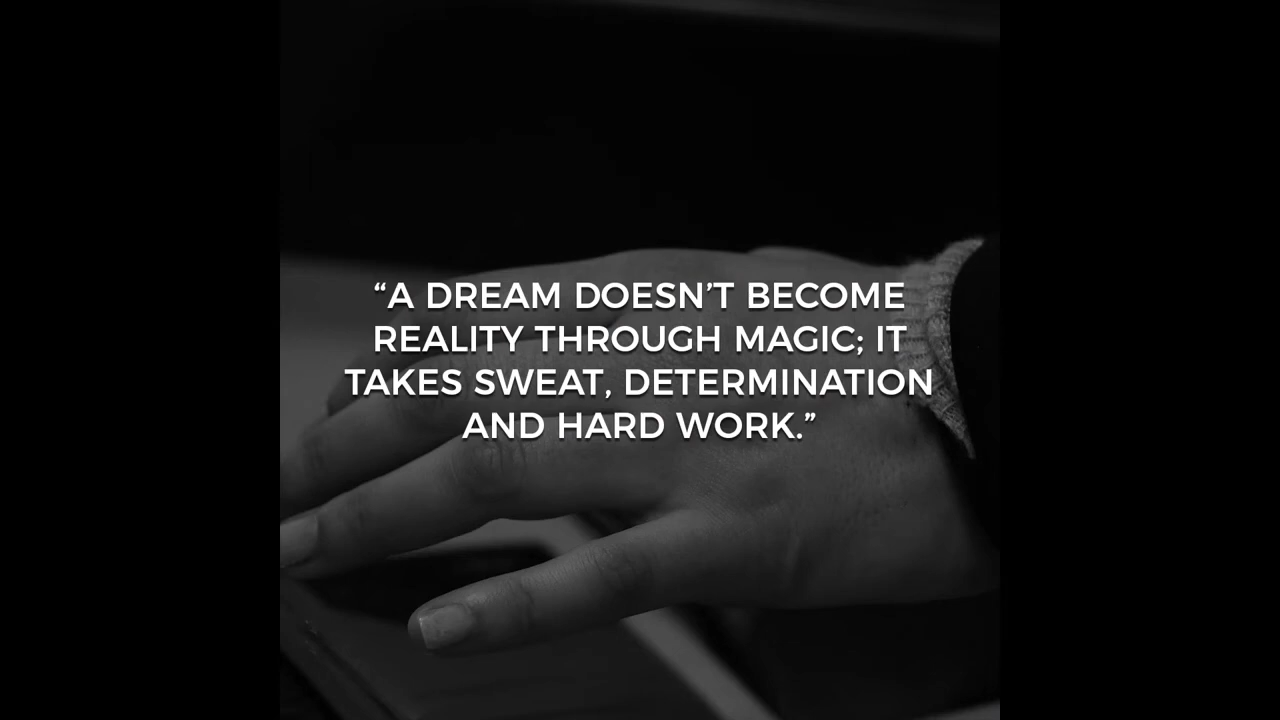 “A DREAM DOESN’T BECOME
REALITY THROUGH MAGIC; IT
TAKES SWEAT, DETERMINATION
AND HARD WORK.”